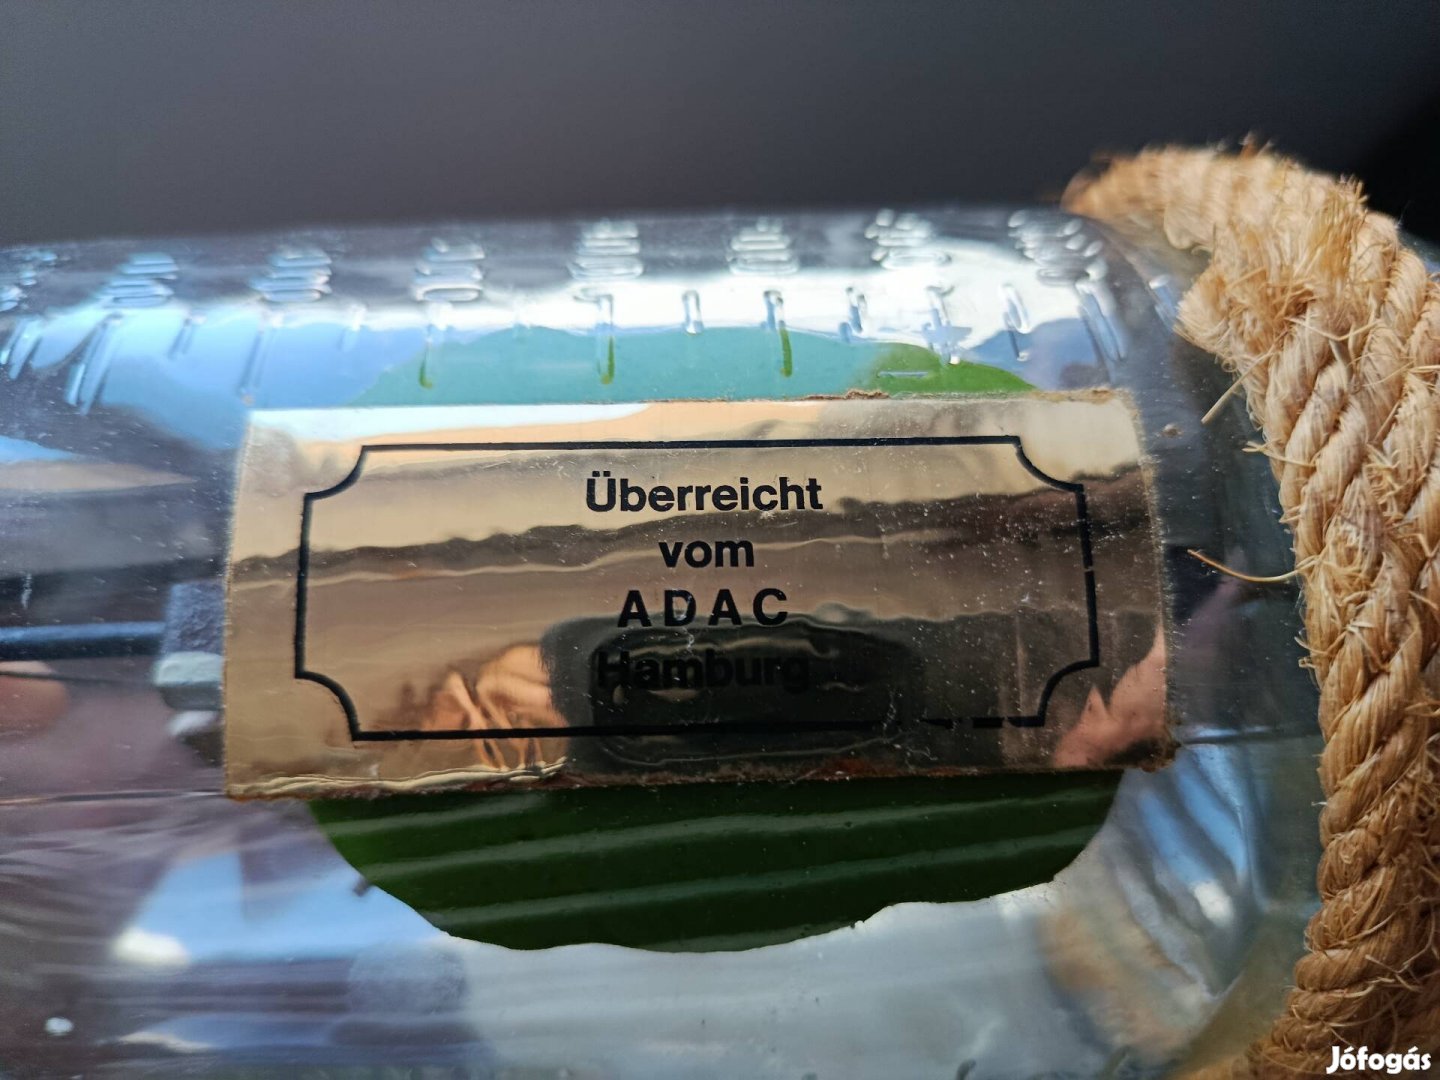 Überreicht
vom
ADAC
Hamburg
Jófogás